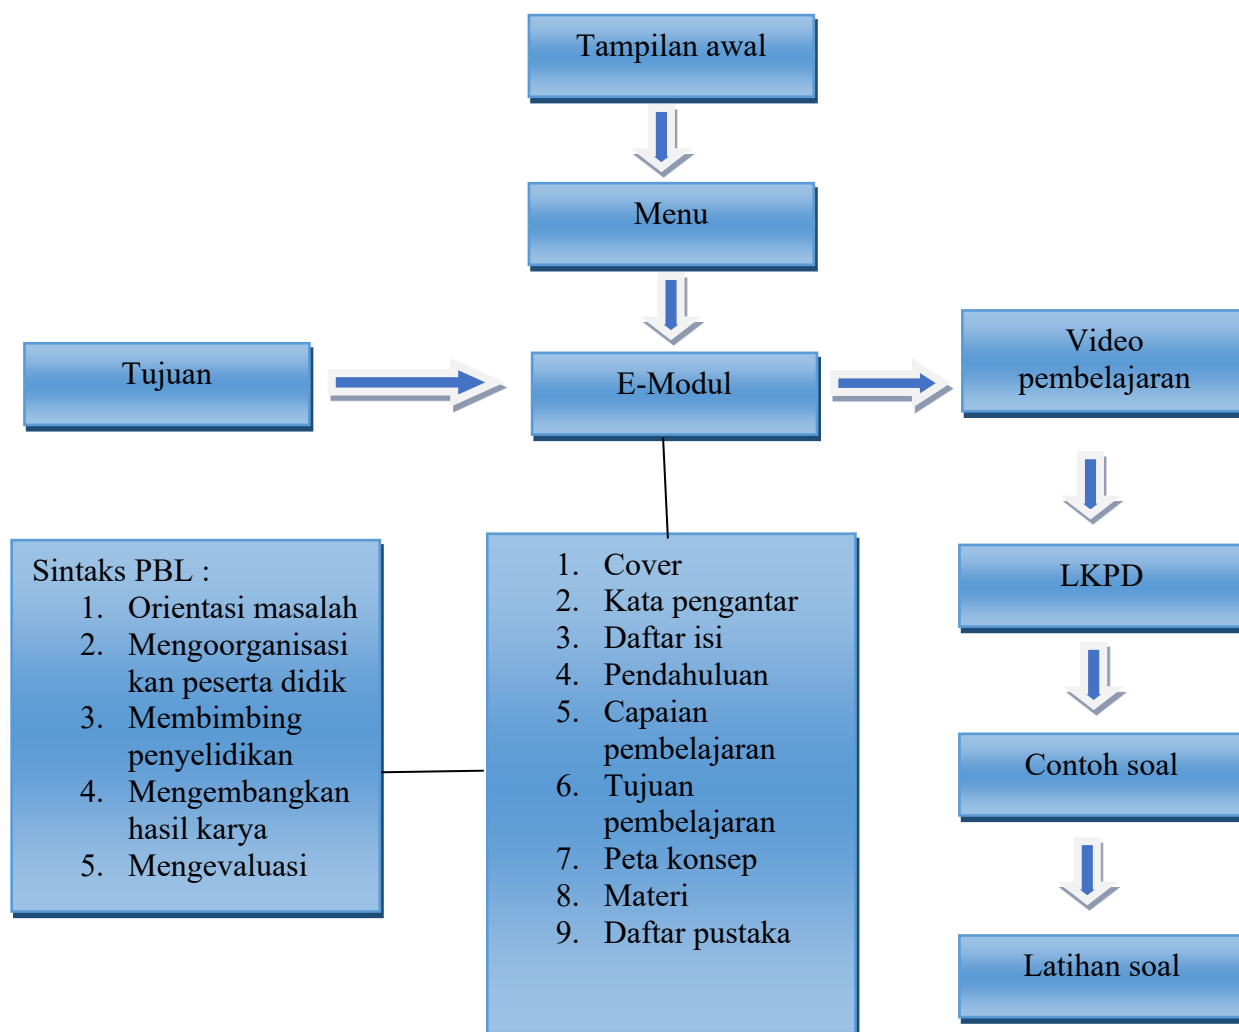 Tampilan awal
Menu
Tujuan
E-Modul
Video
pembelajaran
Sintaks PBL :
1. Orientasi masalah
2. Mengoorganisasi
kan peserta didik
3. Membimbing
penyelidikan
4. Mengembangkan
hasil karya
5. Mengevaluasi
1. Cover
2. Kata pengantar
3. Daftar isi
4. Pendahuluan
5. Capaian
pembelajaran
6. Tujuan
pembelajaran
7. Peta konsep
8. Materi
9. Daftar pustaka
LKPD
Contoh soal
Latihan soal